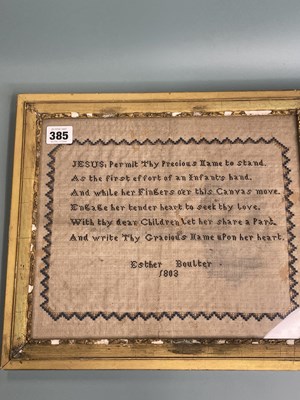 385
JESUS, Permit Thy Precious Name to stand.
As the first effort of an Infants hand.
And while her fingers o'er this Canvas move.
Engage her tender heart to seek thy Love.
With thy dear Children let her share a Part.
And write Thy Gracious Name upon her heart.
Esther Boulter
1803